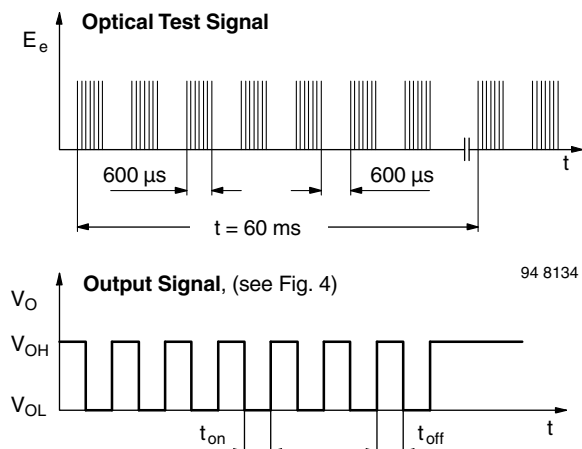 Optical Test Signal
E e
t
600 µs
600 µs
t = 60 ms
94 8134
Output Signal, (see Fig. 4)
V O
V OH
V OL
t
t on
t off